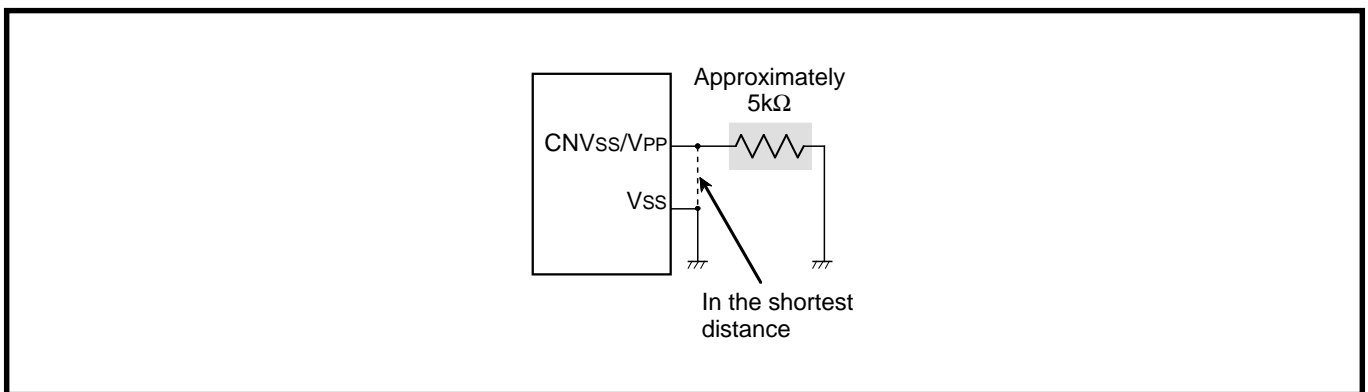 Approximately
5kΩ
CNVSS/VPP
VSS
In the shortest
distance